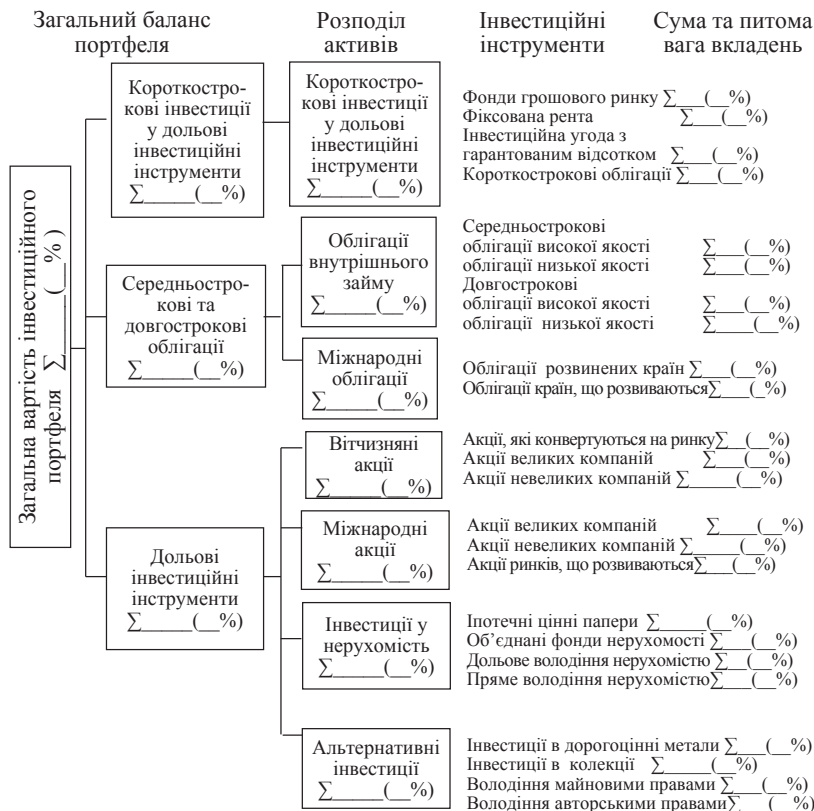 Загальний баланс
портфеля
Розподіл
активів
Інвестиційні
інструменти
Сума та питома
вага вкладень
Загальна вартість інвестиційного
портфеля ∑_____(__%)
Короткостро-
кові інвестиції
у дольові
інвестиційні
інструменти
∑_____(__%)
Короткостро-
кові інвестиції
у дольові
інвестиційні
інструменти
∑_____(__%)
Фонди грошового ринку ∑___(__%)
Фіксована рента ∑___(__%)
Інвестиційна угода з
гарантованим відсотком ∑___(__%)
Короткострокові облігації ∑___(__%)
Середньостро-
кові та
довгострокові
облігації
∑_____(__%)
Облігації
внутрішнього
займу
∑_____(__%)
Середньострокові
облігації високої якості ∑___(__%)
облігації низької якості ∑___(__%)
Довгострокові
облігації високої якості ∑___(__%)
облігації низької якості ∑____(__%)
Міжнародні
облігації
∑_____(__%)
Облігації розвинених країн ∑___(__%)
Облігації країн, що розвиваються∑___(_%)
Дольові
інвестиційні
інструменти
∑_____(__%)
Вітчизняні
акції
∑_____(__%)
Акції, які конвертуються на ринку∑__(__%)
Акції великих компаній ∑___(__%)
Акції невеликих компаній ∑____(__%)
Міжнародні
акції
∑_____(__%)
Акції великих компаній ∑____(__%)
Акції невеликих компаній ∑____(__%)
Акції ринків, що розвиваються∑___(__%)
Інвестиції у
нерухомість
∑_____(__%)
Іпотечні цінні папери ∑_____(__%)
Об’єднані фонди нерухомості ∑___(__%)
Дольове володіння нерухомістю ∑__(__%)
Пряме володіння нерухомістю∑___(__%)
Альтернативні
інвестиції
∑_____(__%)
Інвестиції в дорогоцінні метали ∑___(__%)
Інвестиції в колекції ∑____(__%)
Володіння майновими правами ∑___(__%)
Володіння авторськими правами∑___(__%)